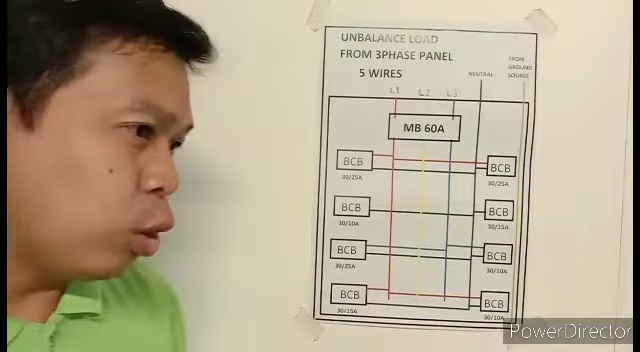 UNBALANCE LOAD
FROM 3PHASE PANEL
5 WIRES
NEUTRAL
FROM
GROUND
SOURCE
L1 L2 L3
MB 60A
BCB
30/25A
BCB
30/25A
BCB
30/10A
BCB
30/15A
BCB
30/25A
BCB
30/10A
BCB
30/15A
BCB
30/10A
PowerDirector